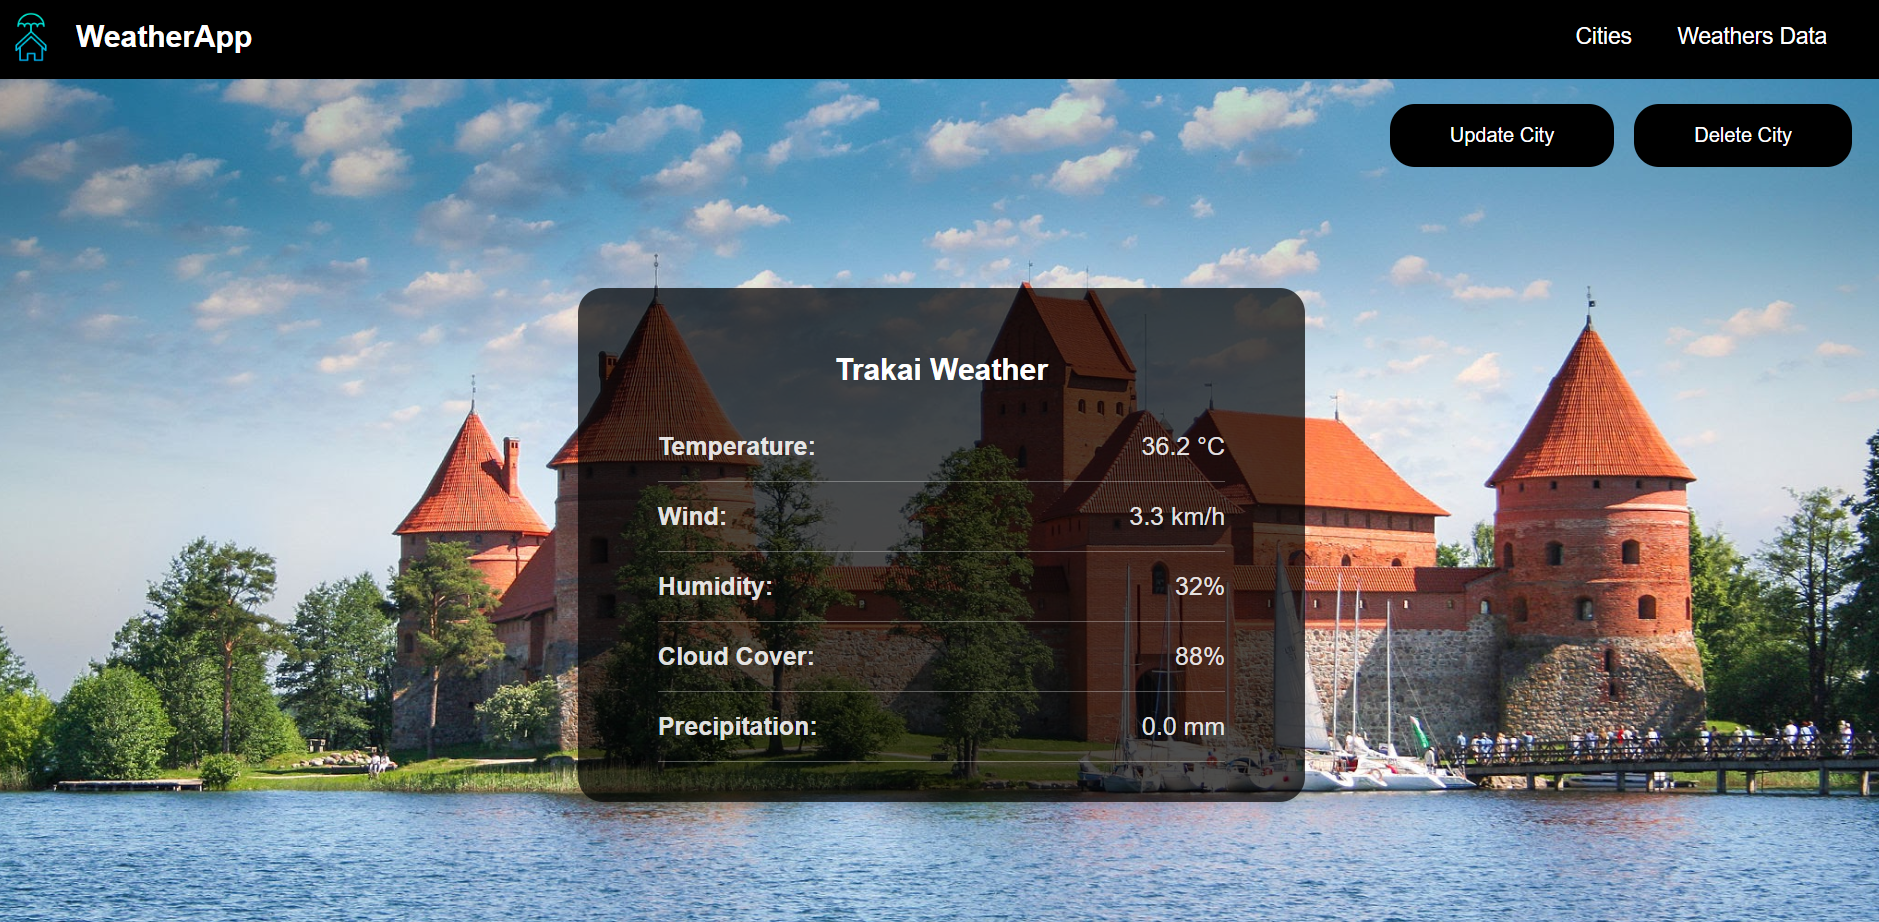 WeatherApp
Cities
Weathers Data
Update City
Delete City
Trakai Weather
Temperature: 36.2 °C
Wind: 3.3 km/h
Humidity: 32%
Cloud Cover: 88%
Precipitation: 0.0 mm